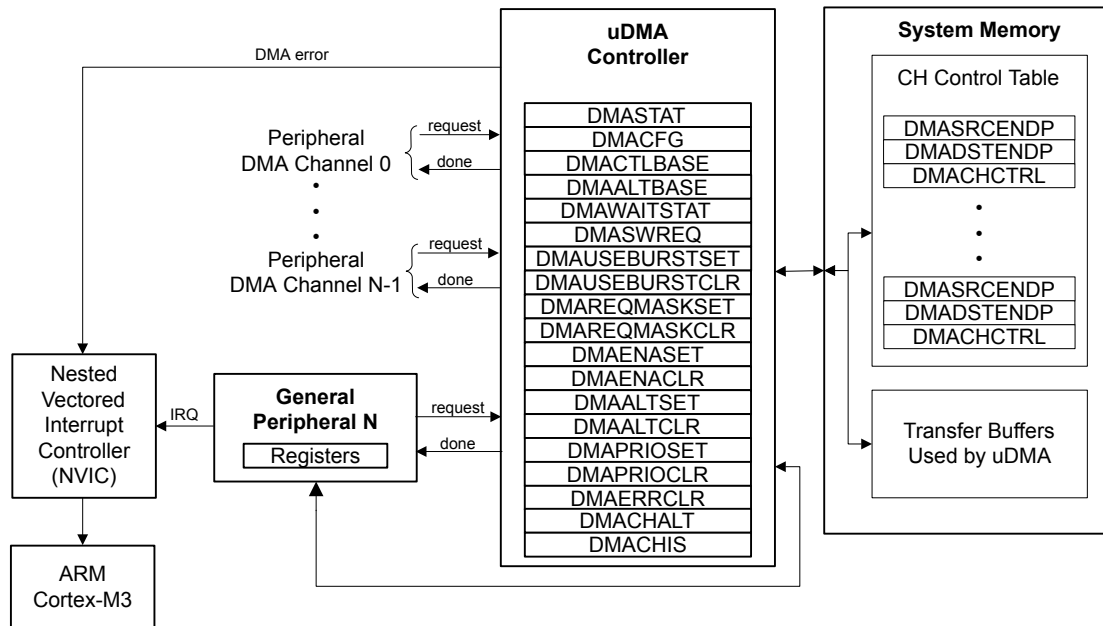 DMA error
uDMA
Controller
DMASTAT
DMACFG
DMACTLBASE
DMAALTBASE
DMAWAITSTAT
DMASWREQ
DMAUSEBURSTSET
DMAUSEBURSTCLR
DMAREQMASKSET
DMAREQMASKCLR
DMAENASET
DMAENACLR
DMAALTSET
DMAALTCLR
DMAPRIOSET
DMAPRIOCLR
DMAERRCLR
DMACHALT
DMACHIS
Peripheral
DMA Channel 0
request
done
•
•
•
Peripheral
DMA Channel N-1
request
done
General
Peripheral N
Registers
request
done
IRQ
Nested
Vectored
Interrupt
Controller
(NVIC)
ARM
Cortex-M3
System Memory
CH Control Table
DMASRCENDP
DMADSTENDP
DMACHCTRL
•
•
•
DMASRCENDP
DMADSTENDP
DMACHCTRL
Transfer Buffers
Used by uDMA